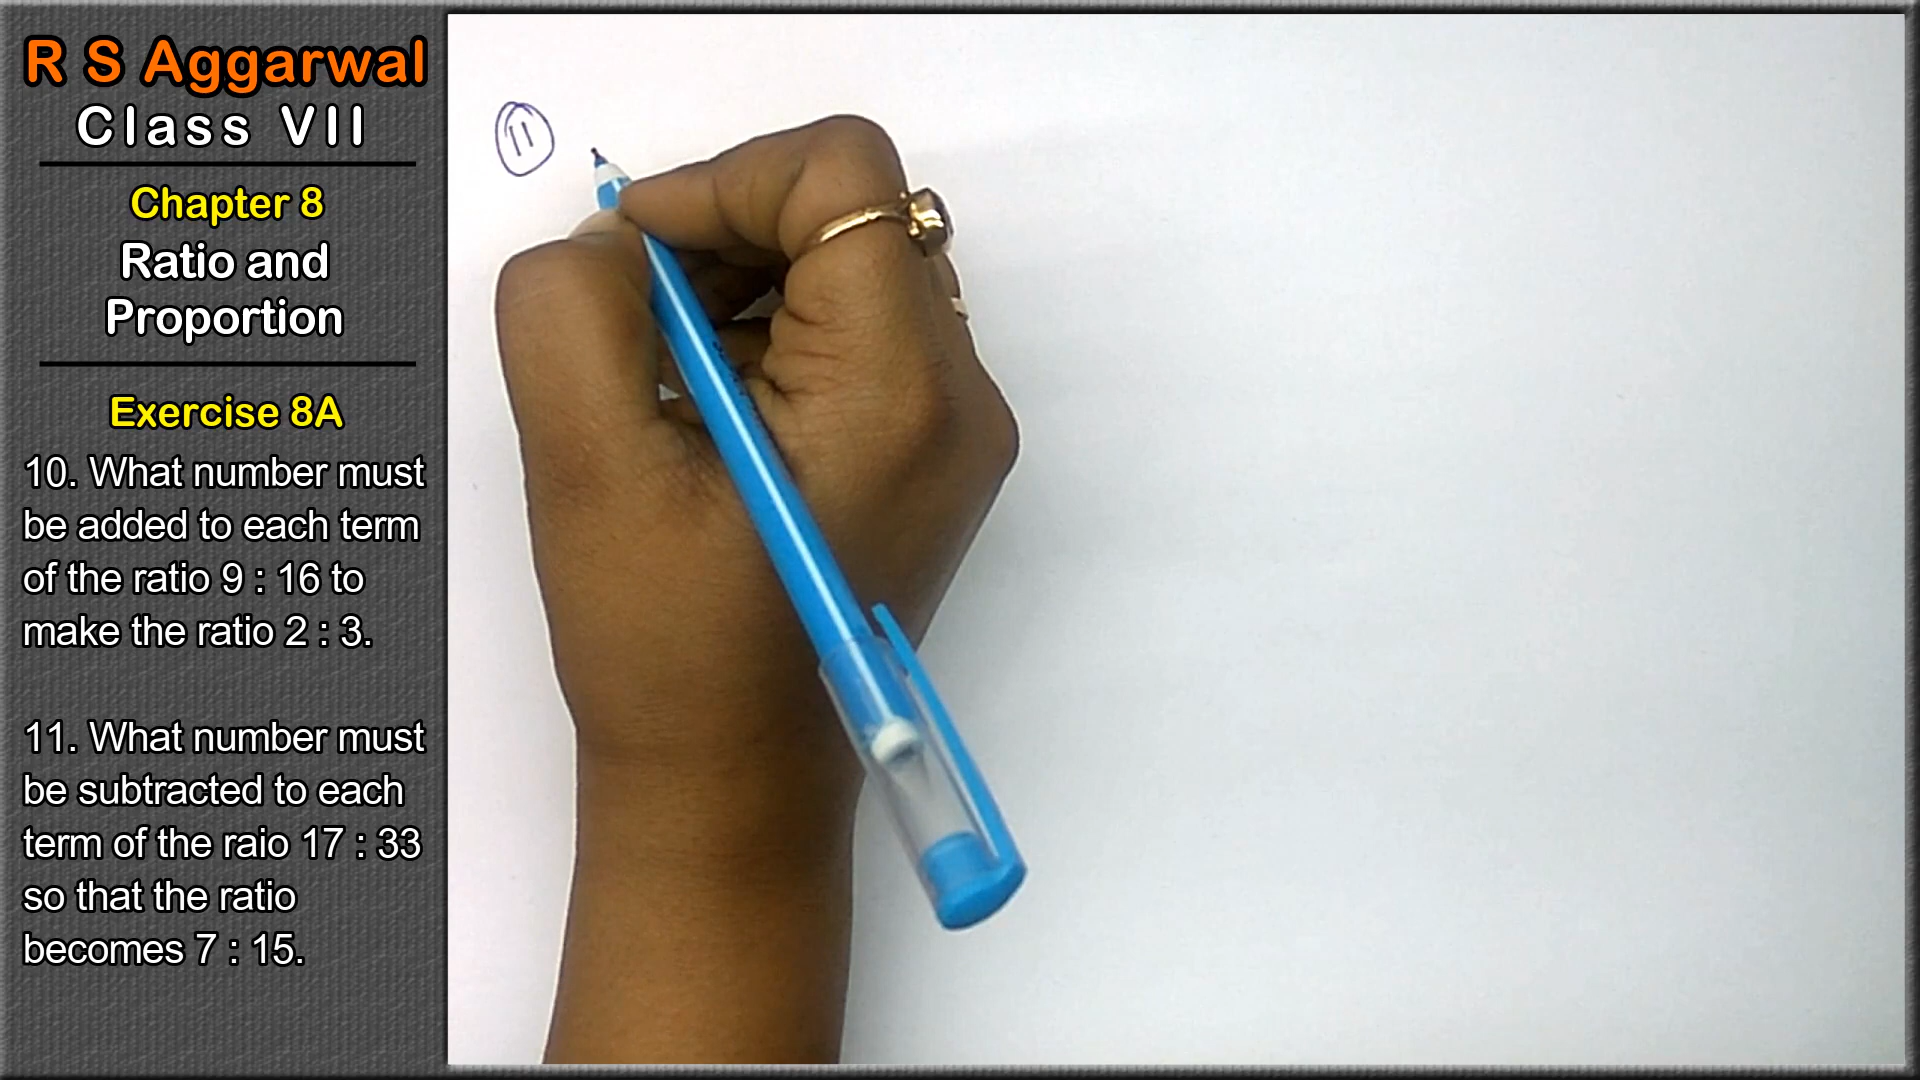 R S Aggarwal
Class VII
Chapter 8
Ratio and
Proportion
Exercise 8A
10. What number must
be added to each term
of the ratio 9 : 16 to
make the ratio 2 : 3.
11. What number must
be subtracted to each
term of the raio 17 : 33
so that the ratio
becomes 7 : 15.
11